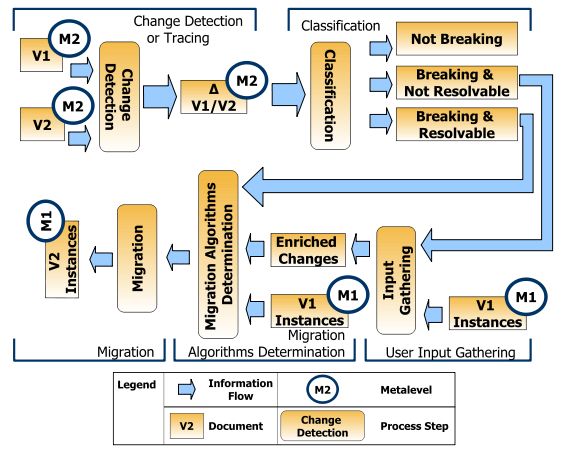 Change Detection
or Tracing
Classification
V1
M2
V2
M2
Change
Detection
Δ
V1/V2
M2
Classification
Not Breaking
Breaking &
Not Resolvable
Breaking &
Resolvable
M1
V2
Instances
Migration
Migration Algorithms
Determination
Enriched
Changes
V1
Instances
M1
Input
Gathering
V1
Instances
M1
Migration
Migration
Algorithms Determination
User Input Gathering
Legend
Information
Flow
M2
Metalevel
V2
Document
Change
Detection
Process Step